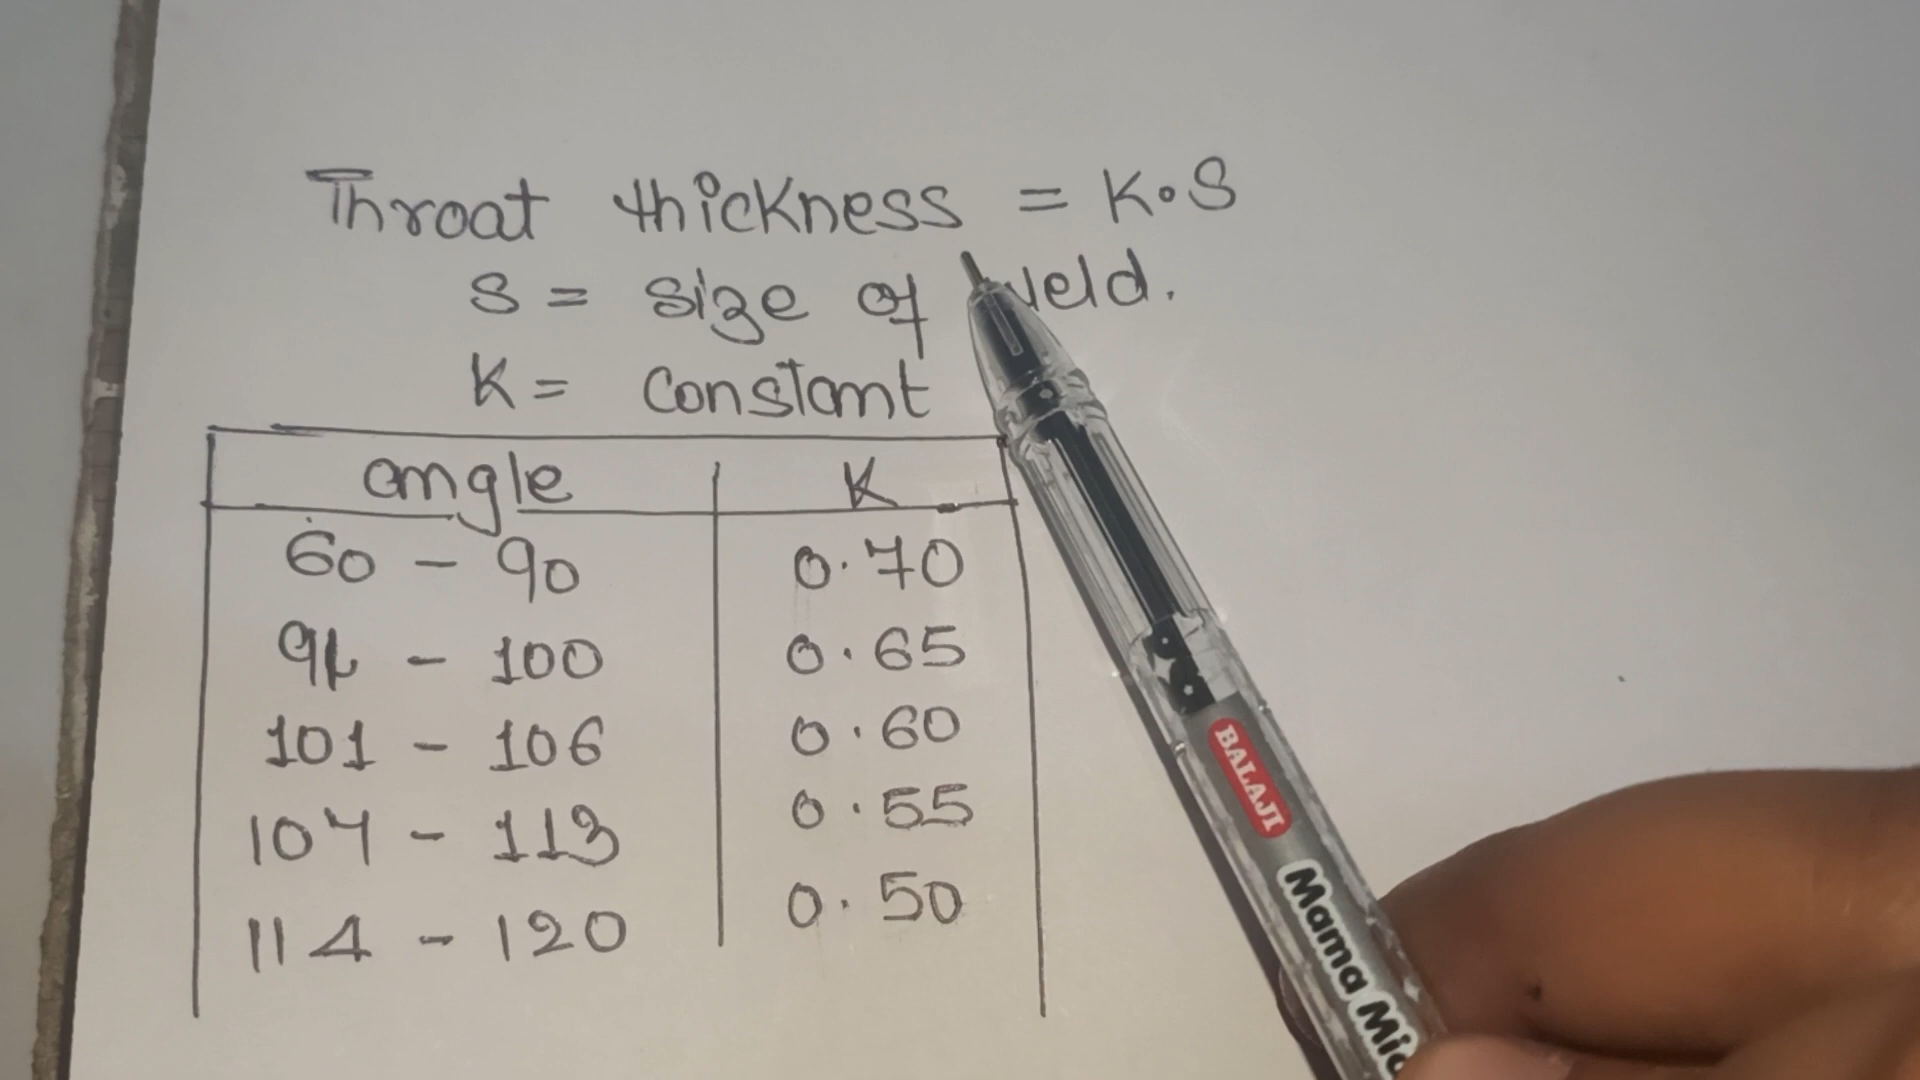 Throat thickness = K.S
S = size of weld.
K = Constant
angle K
60 - 90 0.70
91 - 100 0.65
101 - 106 0.60
107 - 113 0.55
114 - 120 0.50
BALAJI
Mama